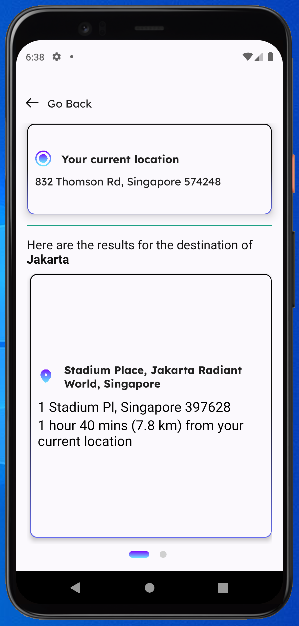 6:38
Go Back
Your current location
832 Thomson Rd, Singapore 574248
Here are the results for the destination of
Jakarta
Stadium Place, Jakarta Radiant
World, Singapore
1 Stadium Pl, Singapore 397628
1 hour 40 mins (7.8 km) from your
current location